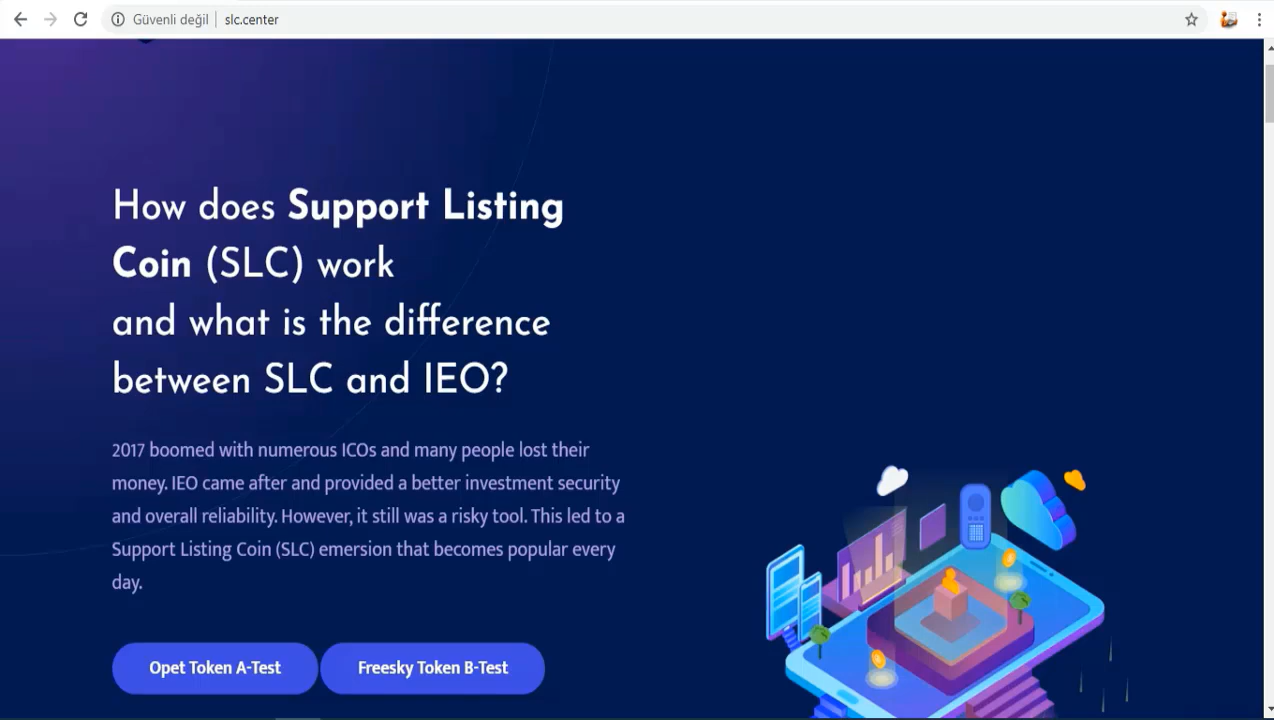 Güvenli değil
slc.center
How does Support Listing
Coin (SLC) work
and what is the difference
between SLC and IEO?
2017 boomed with numerous ICOs and many people lost their
money. IEO came after and provided a better investment security
and overall reliability. However, it still was a risky tool. This led to a
Support Listing Coin (SLC) emersion that becomes popular every
day.
Opet Token A-Test
Freesky Token B-Test